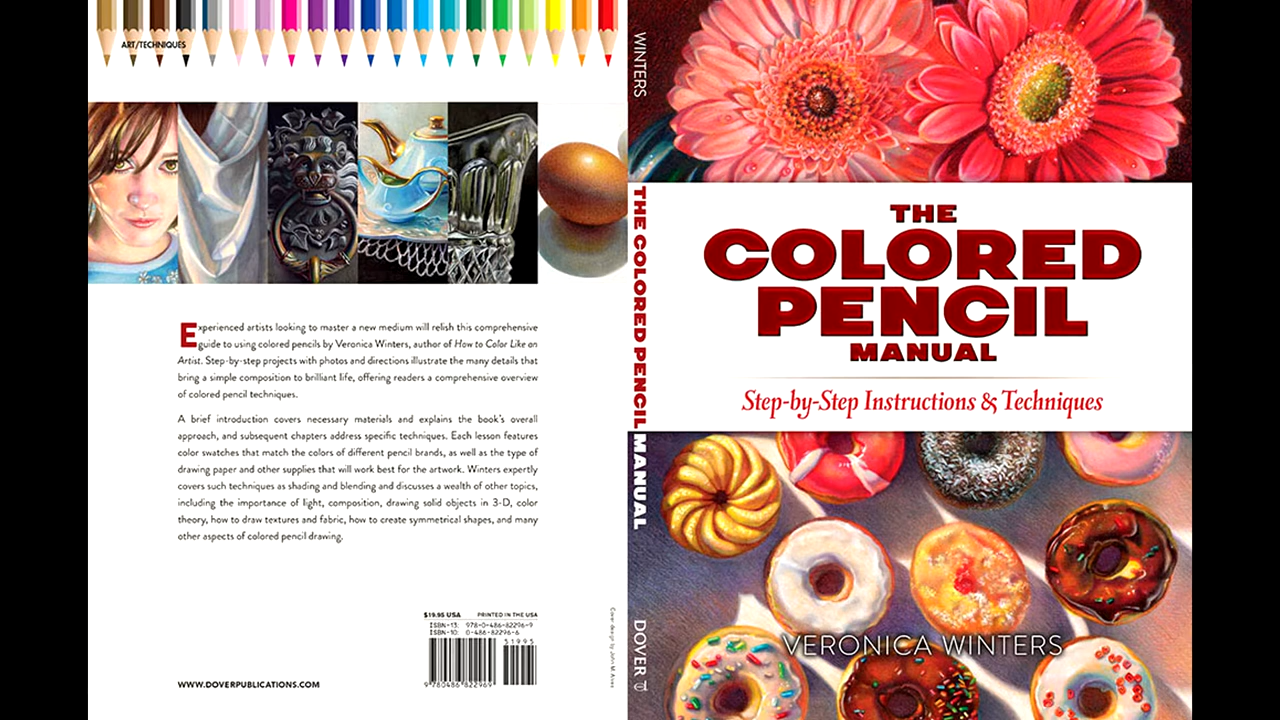 ART/TECHNIQUES
Experienced artists looking to master a new medium will relish this comprehensive
guide to using colored pencils by Veronica Winters, author of How to Color Like an
Artist. Step-by-step projects with photos and directions illustrate the many details that
bring a simple composition to brilliant life, offering readers a comprehensive overview
of colored pencil techniques.
A brief introduction covers necessary materials and explains the book's overall
approach, and subsequent chapters address specific techniques. Each lesson features
color swatches that match the colors of different pencil brands, as well as the type of
drawing paper and other supplies that will work best for the artwork. Winters expertly
covers such techniques as shading and blending and discusses a wealth of other topics,
including the importance of light, composition, drawing solid objects in 3-D, color
theory, how to draw textures and fabric, how to create symmetrical shapes, and many
other aspects of colored pencil drawing.
$19.95 USA PRINTED IN THE USA
ISBN-13: 978-0-486-82296-9
ISBN-10: 0-486-82296-6
51995
9 780486 822969
WWW.DOVERPUBLICATIONS.COM
Cover design by John M. Alves
WINTERS
THE COLORED PENCIL MANUAL
DOVER
THE
COLORED
PENCIL
MANUAL
Step-by-Step Instructions & Techniques
VERONICA WINTERS